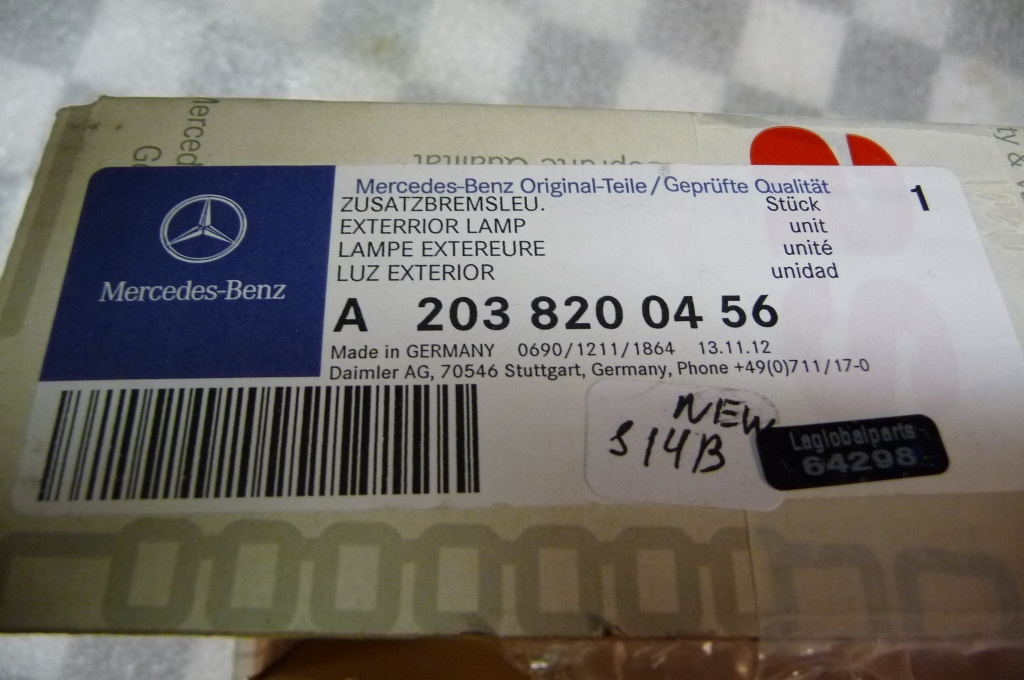 Mercedes-Benz
Mercedes-Benz Original-Teile / Geprüfte Qualität
ZUSATZBREMSLEU. Stück 1
EXTERRIOR LAMP unit
LAMPE EXTEREURE unité
LUZ EXTERIOR unidad
A 203 820 04 56
Made in GERMANY 0690/1211/1864 13.11.12
Daimler AG, 70546 Stuttgart, Germany, Phone +49(0)711/17-0
NEW
S14B
Laglobalparts
64298